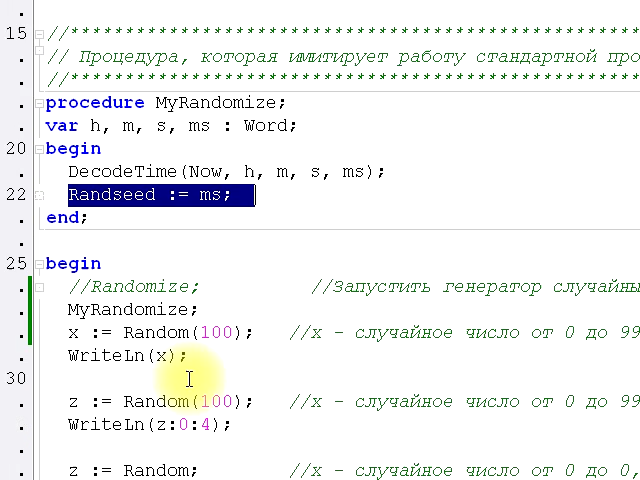 15 //****************************************************
// Процедура, которая имитирует работу стандартной про
//****************************************************
procedure MyRandomize;
var h, m, s, ms : Word;
20 begin
DecodeTime(Now, h, m, s, ms);
22 Randseed := ms;
end;
25 begin
//Randomize; //Запустить генератор случайны
MyRandomize;
x := Random(100); //x - случайное число от 0 до 99
WriteLn(x);
30
z := Random(100); //x - случайное число от 0 до 99
WriteLn(z:0:4);
z := Random; //x - случайное число от 0 до 0,